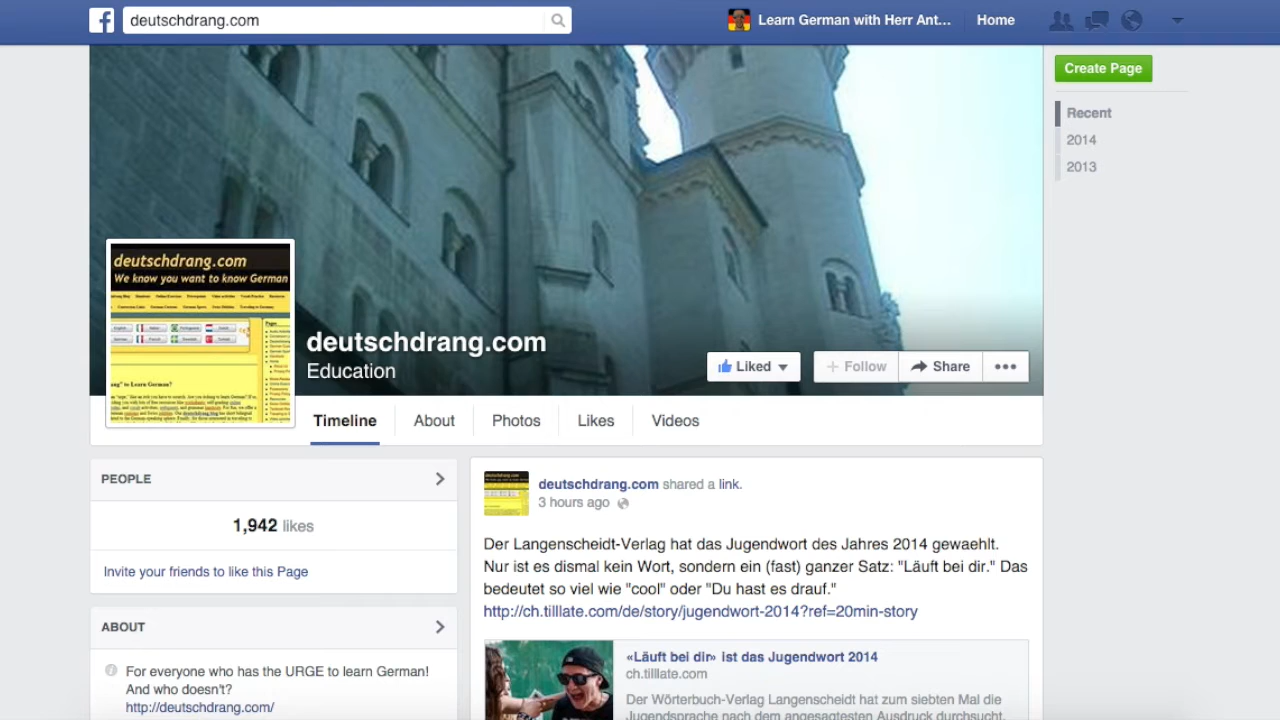 deutschdrang.com
Learn German with Herr Ant...
Home
Create Page
Recent
2014
2013
deutschdrang.com
We know you want to know German
deutschdrang.com
Education
Liked
+ Follow
Share
Timeline
About
Photos
Likes
Videos
PEOPLE
1,942 likes
Invite your friends to like this Page
ABOUT
For everyone who has the URGE to learn German!
And who doesn't?
http://deutschdrang.com/
deutschdrang.com shared a link.
3 hours ago
Der Langenscheidt-Verlag hat das Jugendwort des Jahres 2014 gewaehlt.
Nur ist es dismal kein Wort, sondern ein (fast) ganzer Satz: "Läuft bei dir." Das
bedeutet so viel wie "cool" oder "Du hast es drauf."
http://ch.tilllate.com/de/story/jugendwort-2014?ref=20min-story
«Läuft bei dir» ist das Jugendwort 2014
ch.tilllate.com
Der Wörterbuch-Verlag Langenscheidt hat zum siebten Mal die
Jugendsprache nach dem angesagtesten Ausdruck durchsucht.